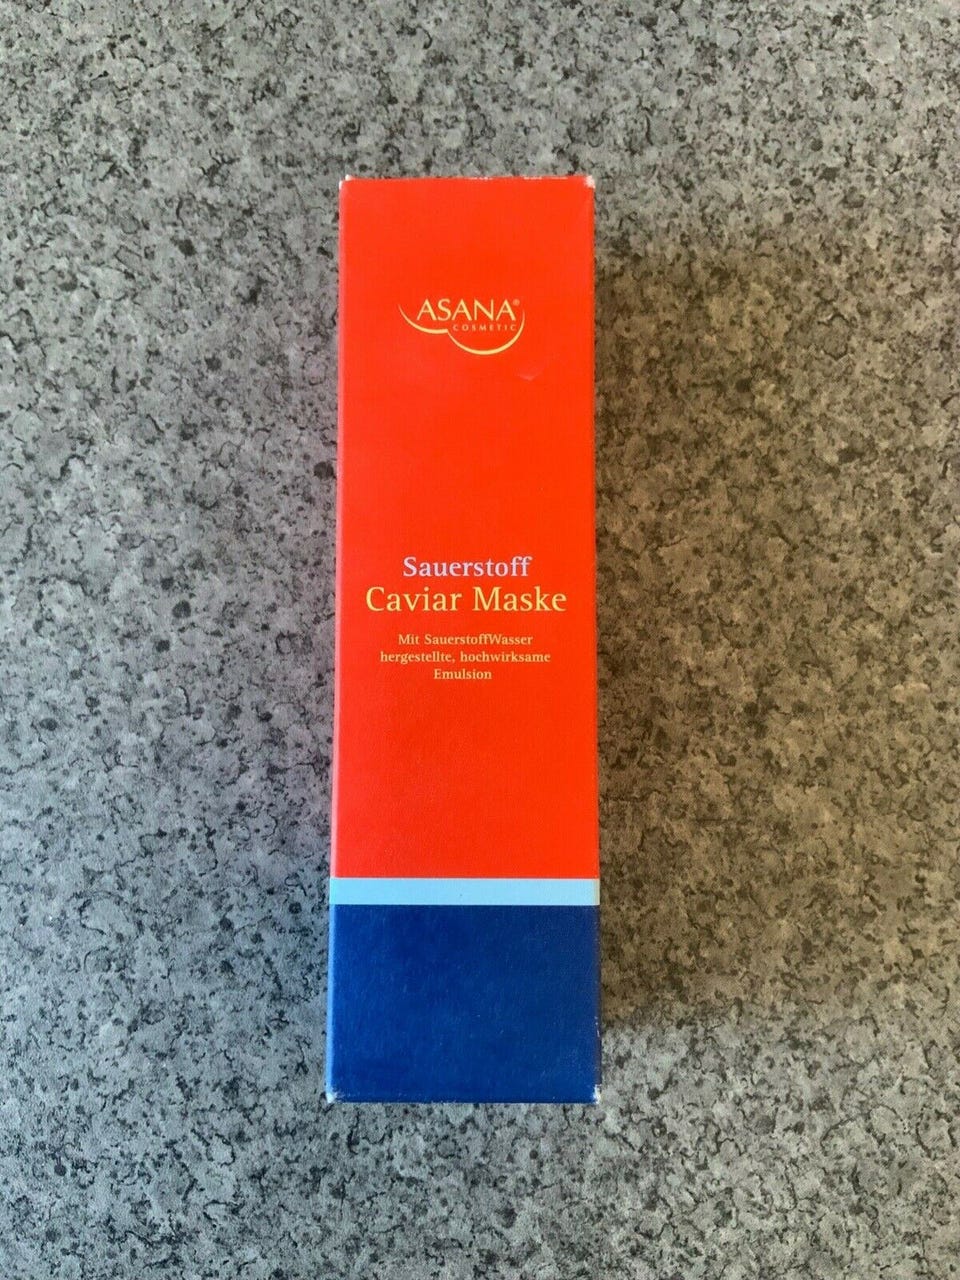 ASANA®
COSMETIC
Sauerstoff
Caviar Maske
Mit SauerstoffWasser
hergestellte, hochwirksame
Emulsion